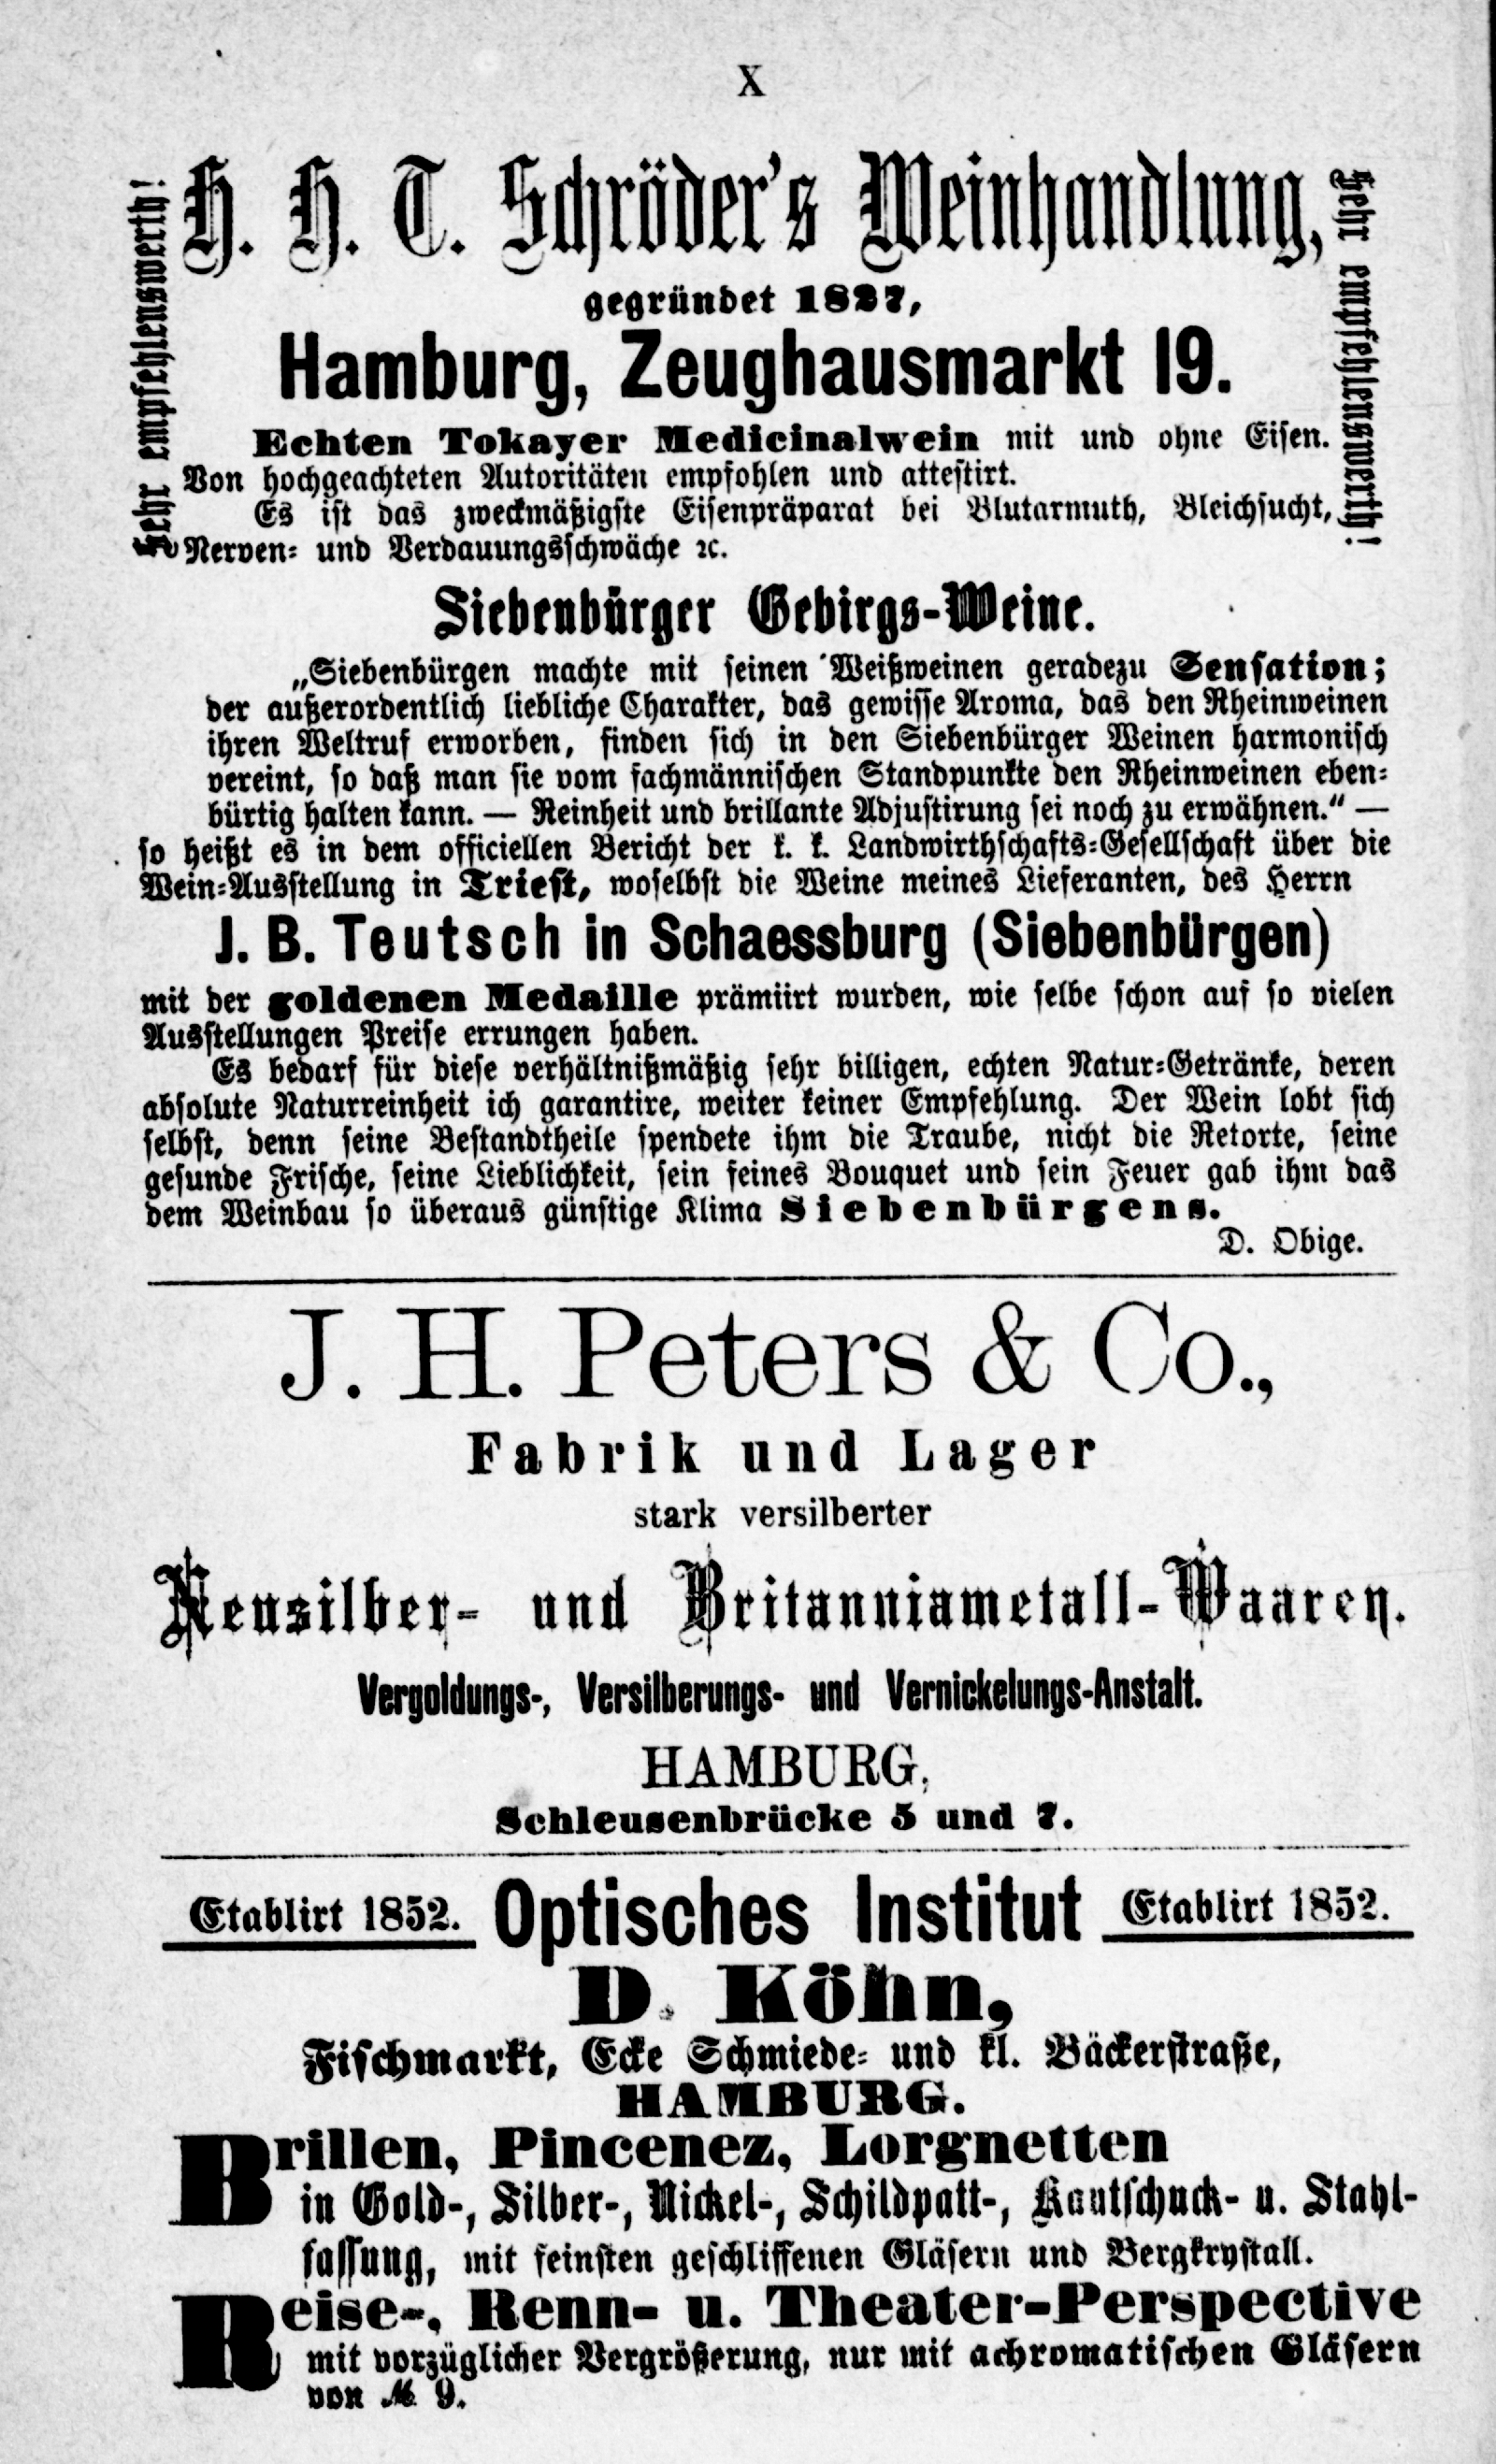 X
Sehr empfehlenswerth!
H. H. T. Schröder's Weinhandlung,
Sehr empfehlenswerth!
gegründet 1827,
Hamburg, Zeughausmarkt 19.
Echten Tokayer Medicinalwein mit und ohne Eisen.
Von hochgeachteten Autoritäten empfohlen und attestirt.
Es ist das zweckmäßigste Eisenpräparat bei Blutarmuth, Bleichsucht,
Nerven- und Verdauungsschwäche ꝛc.
Siebenbürger Gebirgs-Weine.
„Siebenbürgen machte mit seinen Weißweinen geradezu Sensation;
der außerordentlich liebliche Charakter, das gewisse Aroma, das den Rheinweinen
ihren Weltruf erworben, finden sich in den Siebenbürger Weinen harmonisch
vereint, so daß man sie vom fachmännischen Standpunkte den Rheinweinen eben-
bürtig halten kann. — Reinheit und brillante Adjustirung sei noch zu erwähnen.“ —
so heißt es in dem officiellen Bericht der k. k. Landwirthschafts-Gesellschaft über die
Wein-Ausstellung in Triest, woselbst die Weine meines Lieferanten, des Herrn
J. B. Teutsch in Schaessburg (Siebenbürgen)
mit der goldenen Medaille prämiirt wurden, wie selbe schon auf so vielen
Ausstellungen Preise errungen haben.
Es bedarf für diese verhältnißmäßig sehr billigen, echten Natur-Getränke, deren
absolute Naturreinheit ich garantire, weiter keiner Empfehlung. Der Wein lobt sich
selbst, denn seine Bestandtheile spendete ihm die Traube, nicht die Retorte, seine
gesunde Frische, seine Lieblichkeit, sein feines Bouquet und sein Feuer gab ihm das
dem Weinbau so überaus günstige Klima Siebenbürgens.
D. Obige.
J. H. Peters & Co.,
Fabrik und Lager
stark versilberter
Neusilber- und Britanniametall-Waaren.
Vergoldungs-, Versilberungs- und Vernickelungs-Anstalt.
HAMBURG,
Schleusenbrücke 5 und 7.
Etablirt 1852. Optisches Institut Etablirt 1852.
D. Köhn,
Fischmarkt, Ecke Schmiede- und kl. Bäckerstraße,
HAMBURG.
Brillen, Pincenez, Lorgnetten
in Gold-, Silber-, Nickel-, Schildpatt-, Kautschuck- u. Stahl-
fassung, mit feinsten geschliffenen Gläsern und Bergkrystall.
Reise-, Renn- u. Theater-Perspective
mit vorzüglicher Vergrößerung, nur mit achromatischen Gläsern
von M. 9.